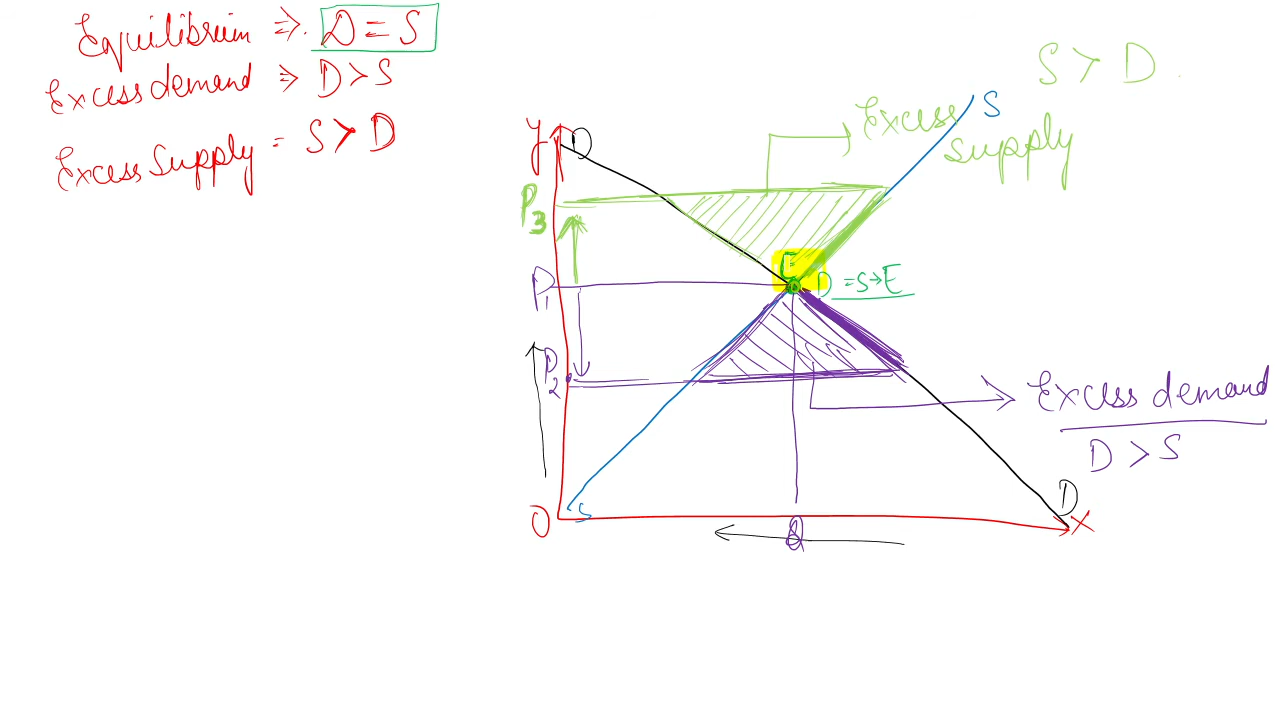 Equilibrium ⇒ D = S
Excess demand ⇒ D > S
Excess Supply = S > D
S > D
S
Excess
supply
y
D
P3
E
P1
D = S → E
P2
Excess demand
D > S
D
O
S
Q
X